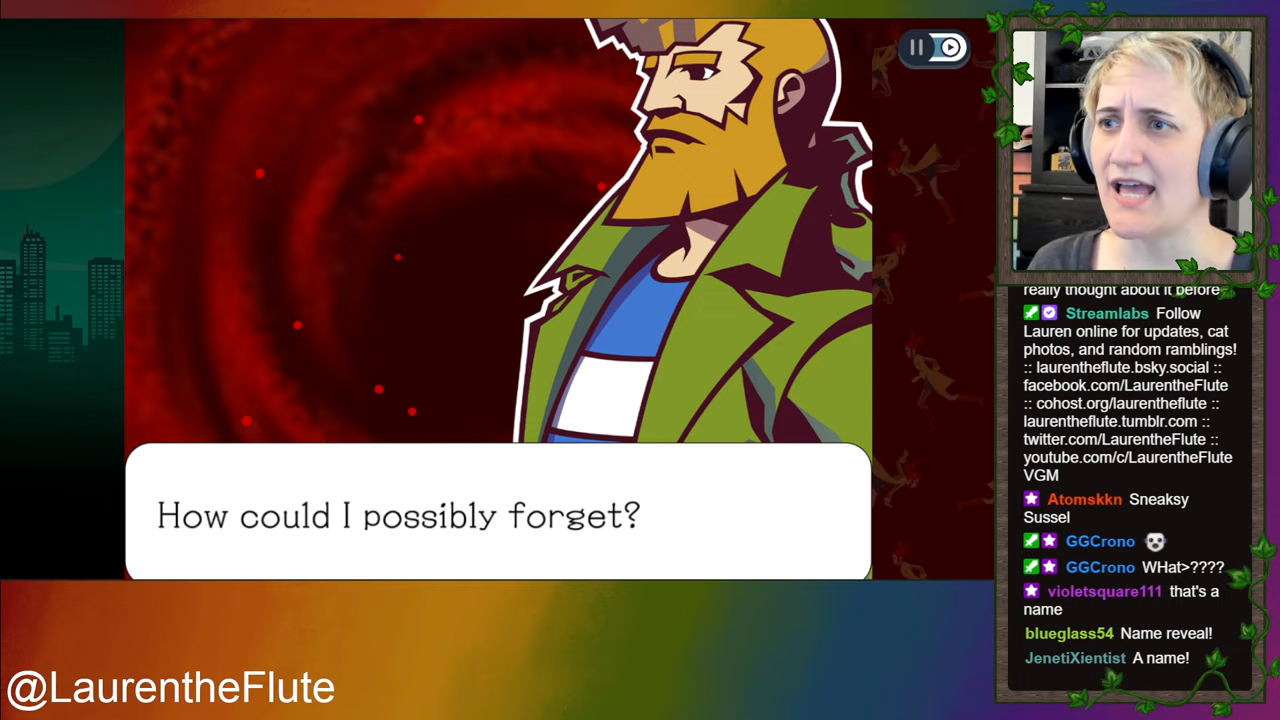 How could I possibly forget?
@LaurentheFlute
really thought about it before
Streamlabs Follow
Lauren online for updates, cat
photos, and random ramblings!
:: laurentheflute.bsky.social ::
facebook.com/LaurentheFlute
:: cohost.org/laurentheflute ::
laurentheflute.tumblr.com ::
twitter.com/LaurentheFlute ::
youtube.com/c/LaurentheFlute
VGM
Atomskkn Sneaksy
Sussel
GGCrono
GGCrono WHat>????
violetsquare111 that's a
name
blueglass54 Name reveal!
JenetiXientist A name!